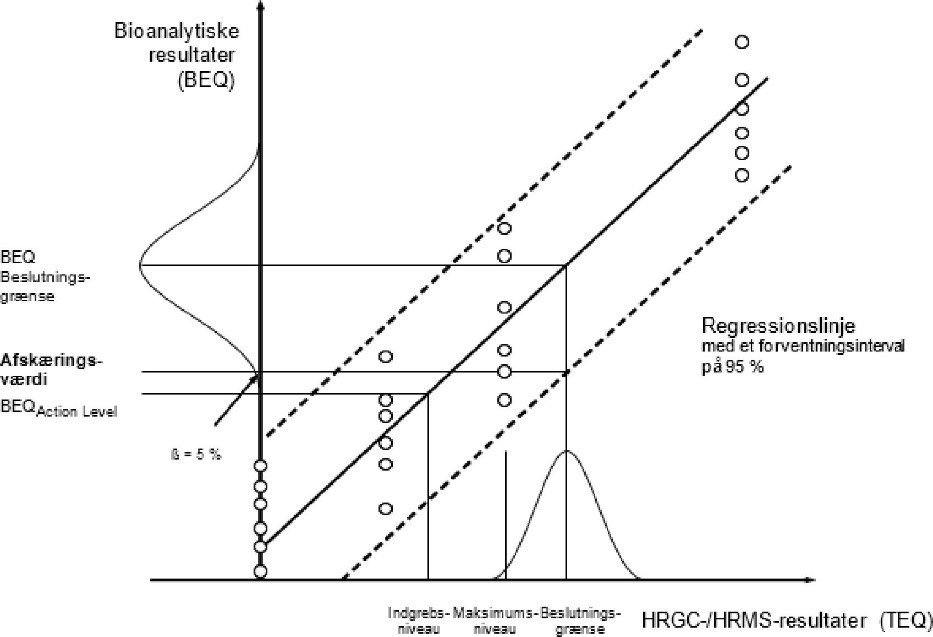 Bioanalytiske
resultater
(BEQ)
BEQ
Beslutnings-
grænse
Afskærings-
værdi
BEQAction Level
ß = 5 %
Regressionslinje
med et forventningsinterval
på 95 %
Indgrebs-
niveau
Maksimums-
niveau
Beslutnings-
grænse
HRGC-/HRMS-resultater (TEQ)